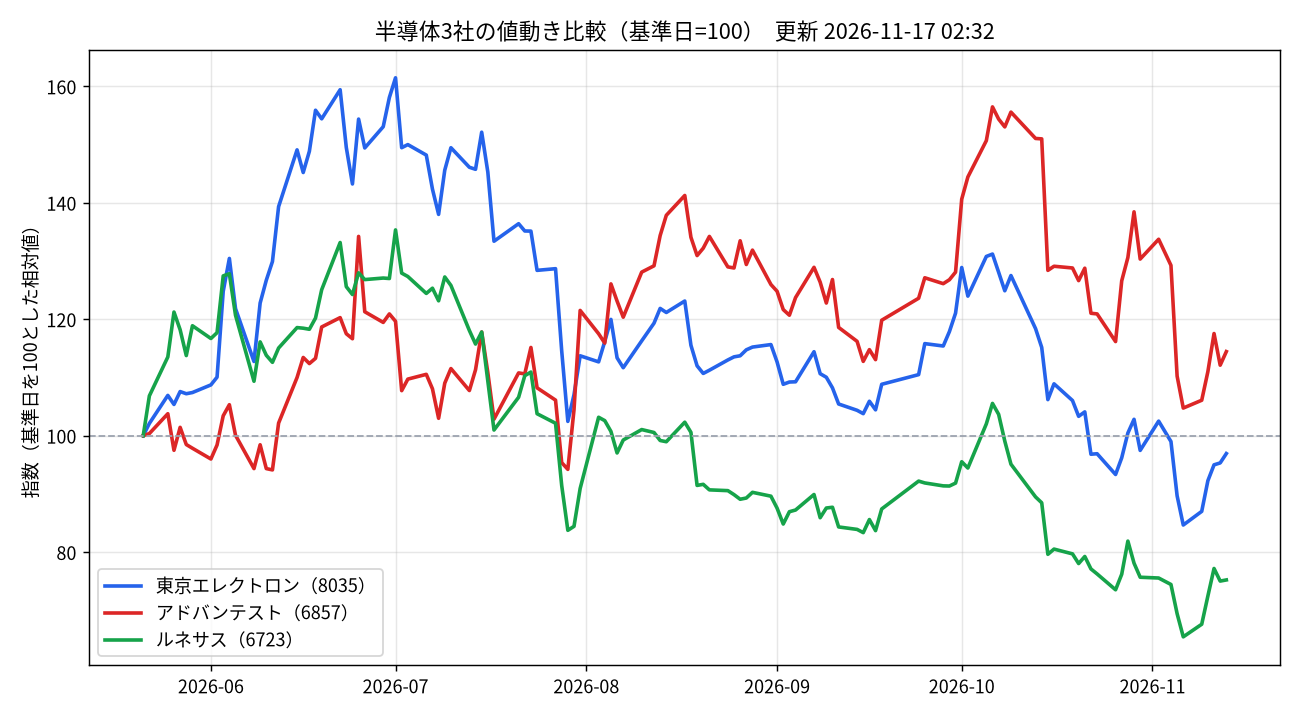 半導体3社の値動き比較（基準日=100）　更新 2026-11-17 02:32
指数（基準日を100とした相対値）
160
140
120
100
80
東京エレクトロン（8035）
アドバンテスト（6857）
ルネサス（6723）
2026-06
2026-07
2026-08
2026-09
2026-10
2026-11